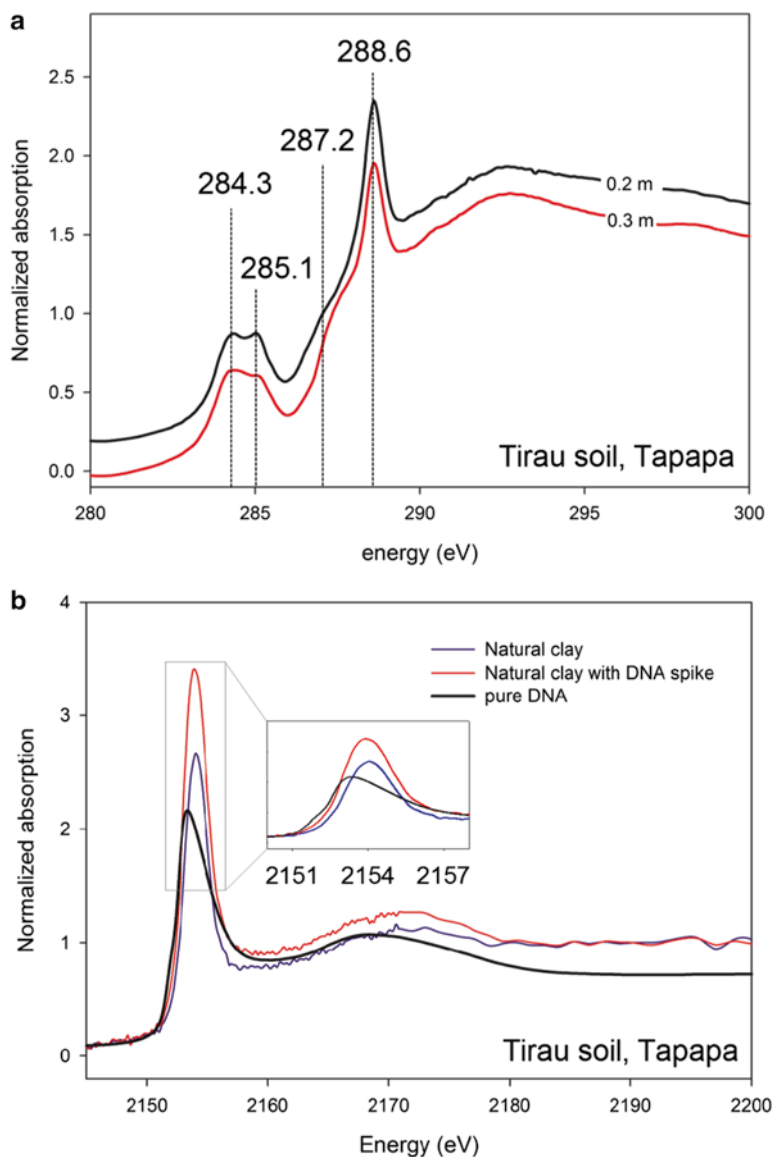 a
288.6
287.2
284.3
285.1
0.2 m
0.3 m
Normalized absorption
2.5
2.0
1.5
1.0
0.5
0.0
Tirau soil, Tapapa
280
285
290
295
300
energy (eV)
b
4
3
2
1
0
Normalized absorption
Natural clay
Natural clay with DNA spike
pure DNA
2151
2154
2157
Tirau soil, Tapapa
2150
2160
2170
2180
2190
2200
Energy (eV)